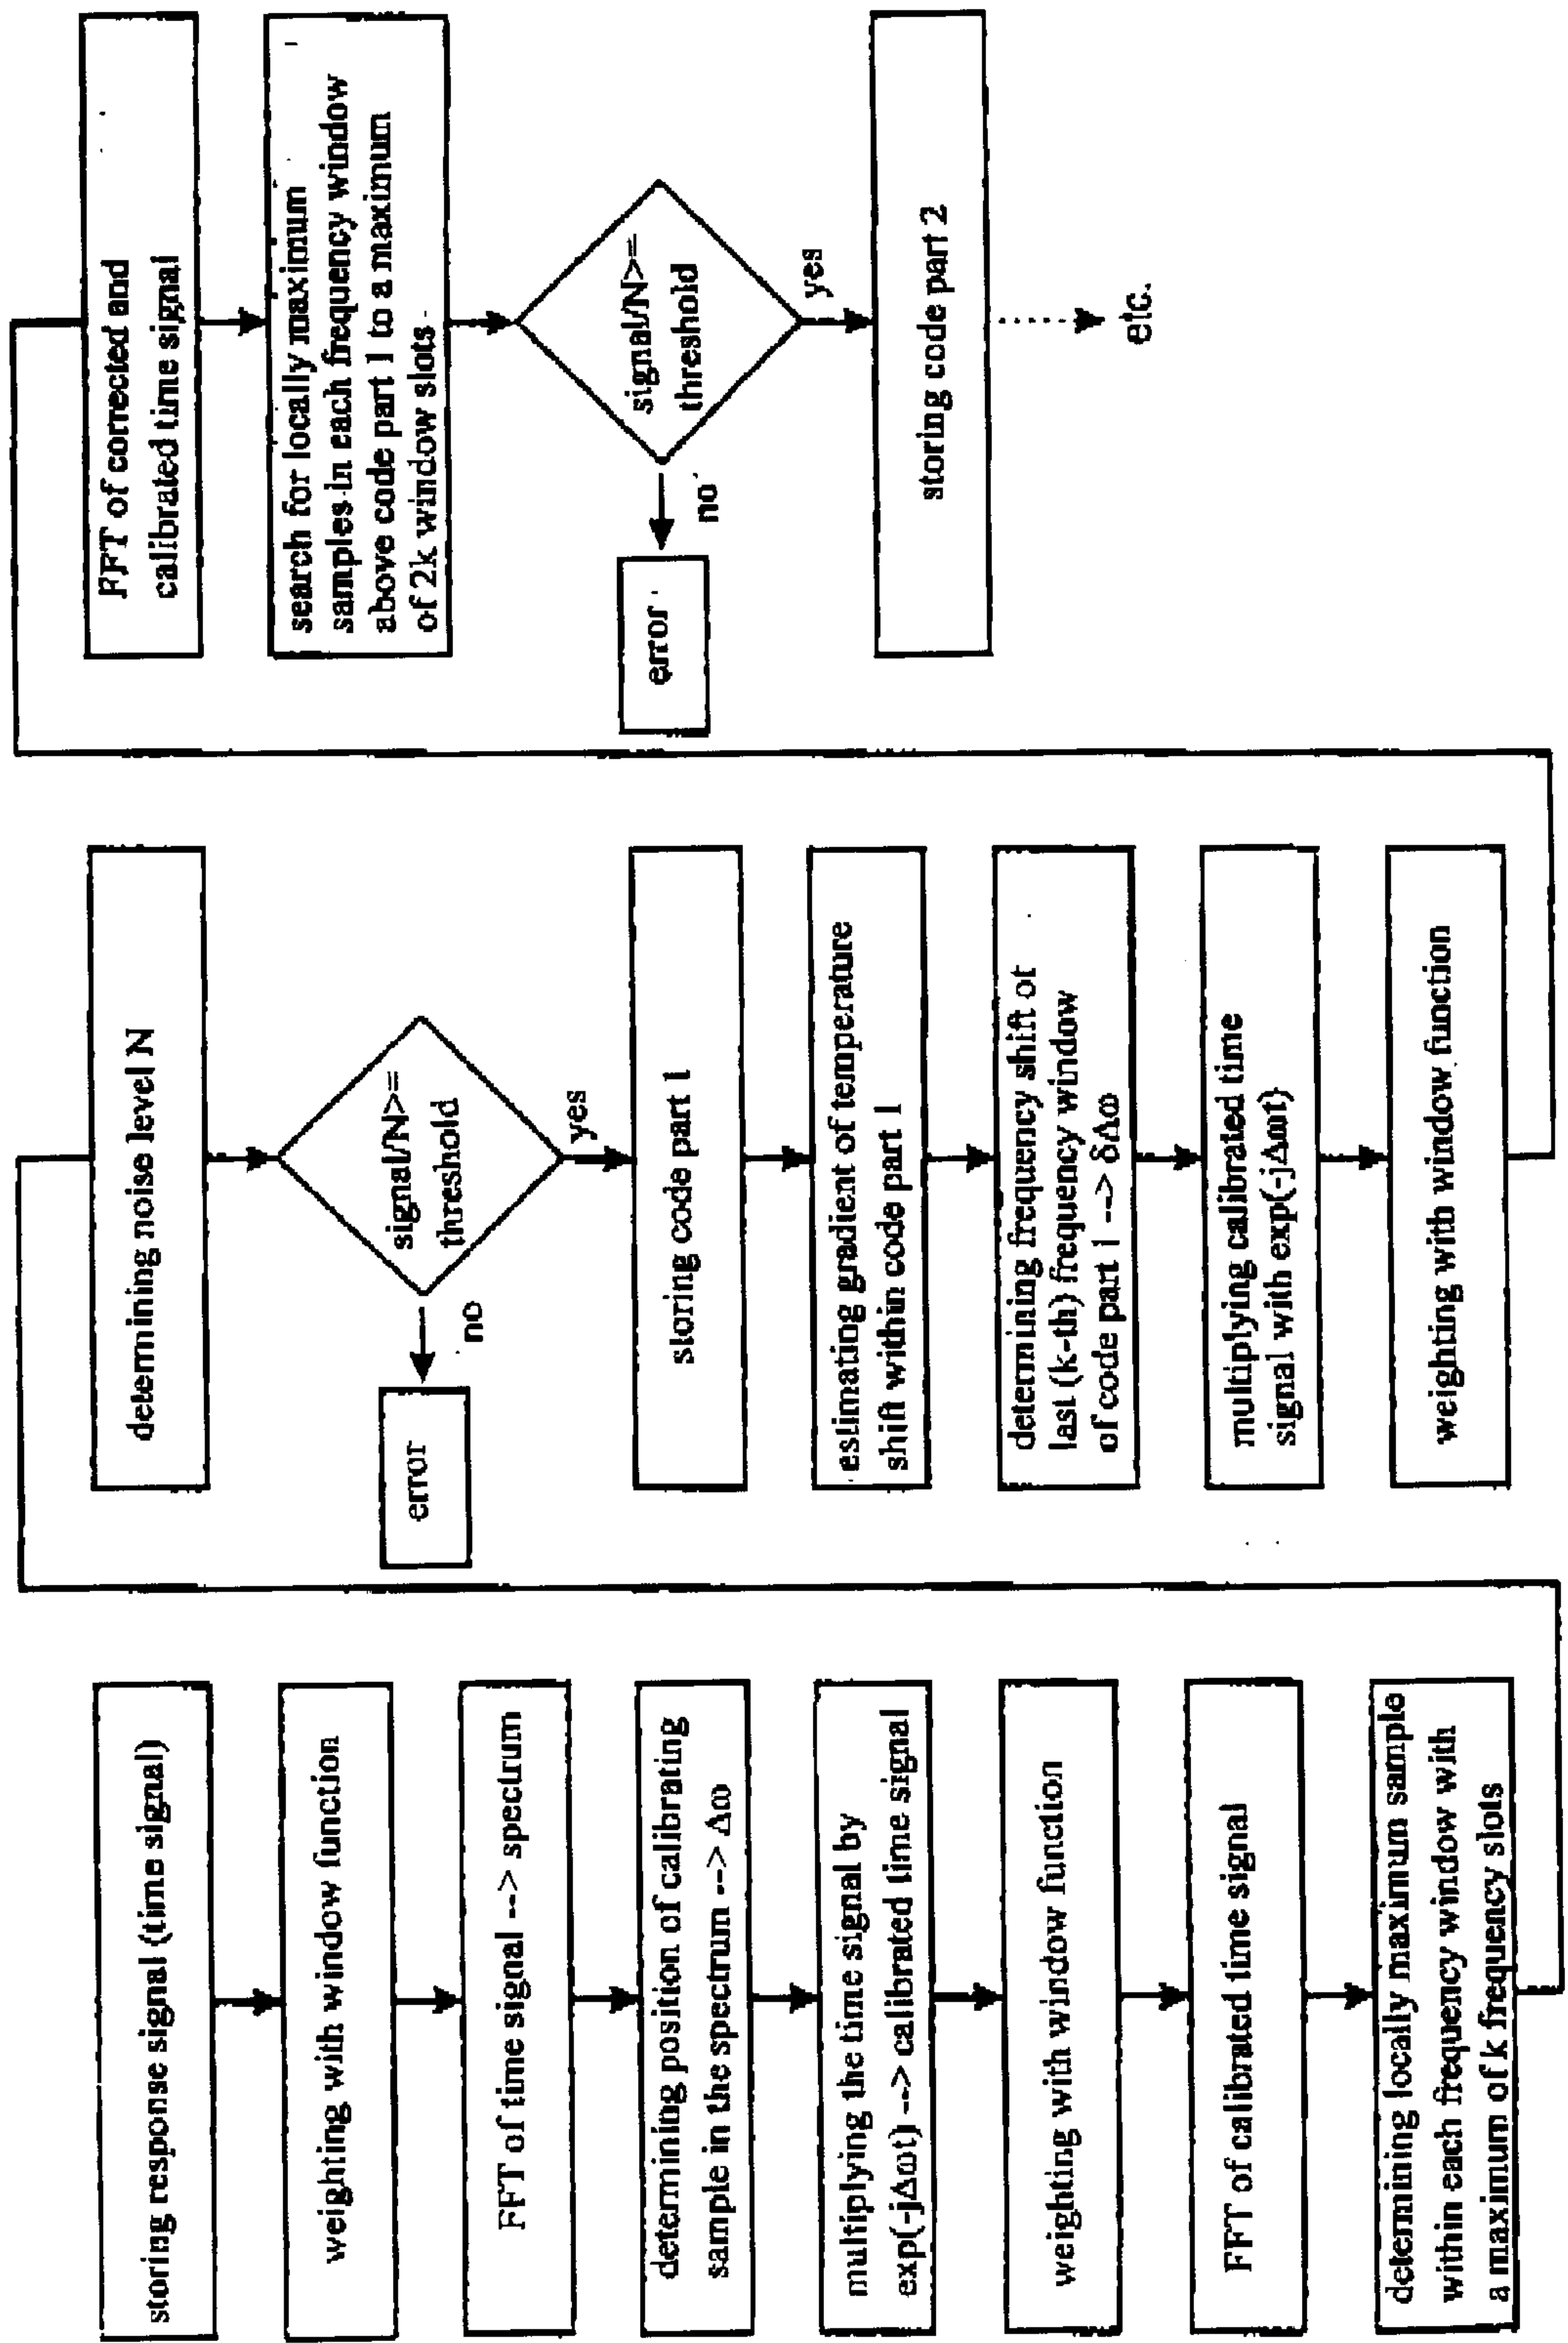 storing response signal (time signal)
weighting with window function
FFT of time signal --> spectrum
determining position of calibrating
sample in the spectrum --> Δω
multiplying the time signal by
exp(-jΔωt) --> calibrated time signal
weighting with window function
FFT of calibrated time signal
determining locally maximum sample
within each frequency window with
a maximum of k frequency slots
detemining noise level N
signal/N>=
threshold
no
error
yes
storing code part 1
estimating gradient of temperature
shift within code part 1
determining frequency shift of
last (k-th) frequency window
of code part 1 --> δΔω
multiplying calibrated time
signal with exp(-jΔωt)
weighting with window function
FFT of corrected and
calibrated time signal
search for locally maximum
samples in each frequency window
above code part 1 to a maximum
of 2k window slots
signal/N>=
threshold
no
error
yes
storing code part 2
etc.